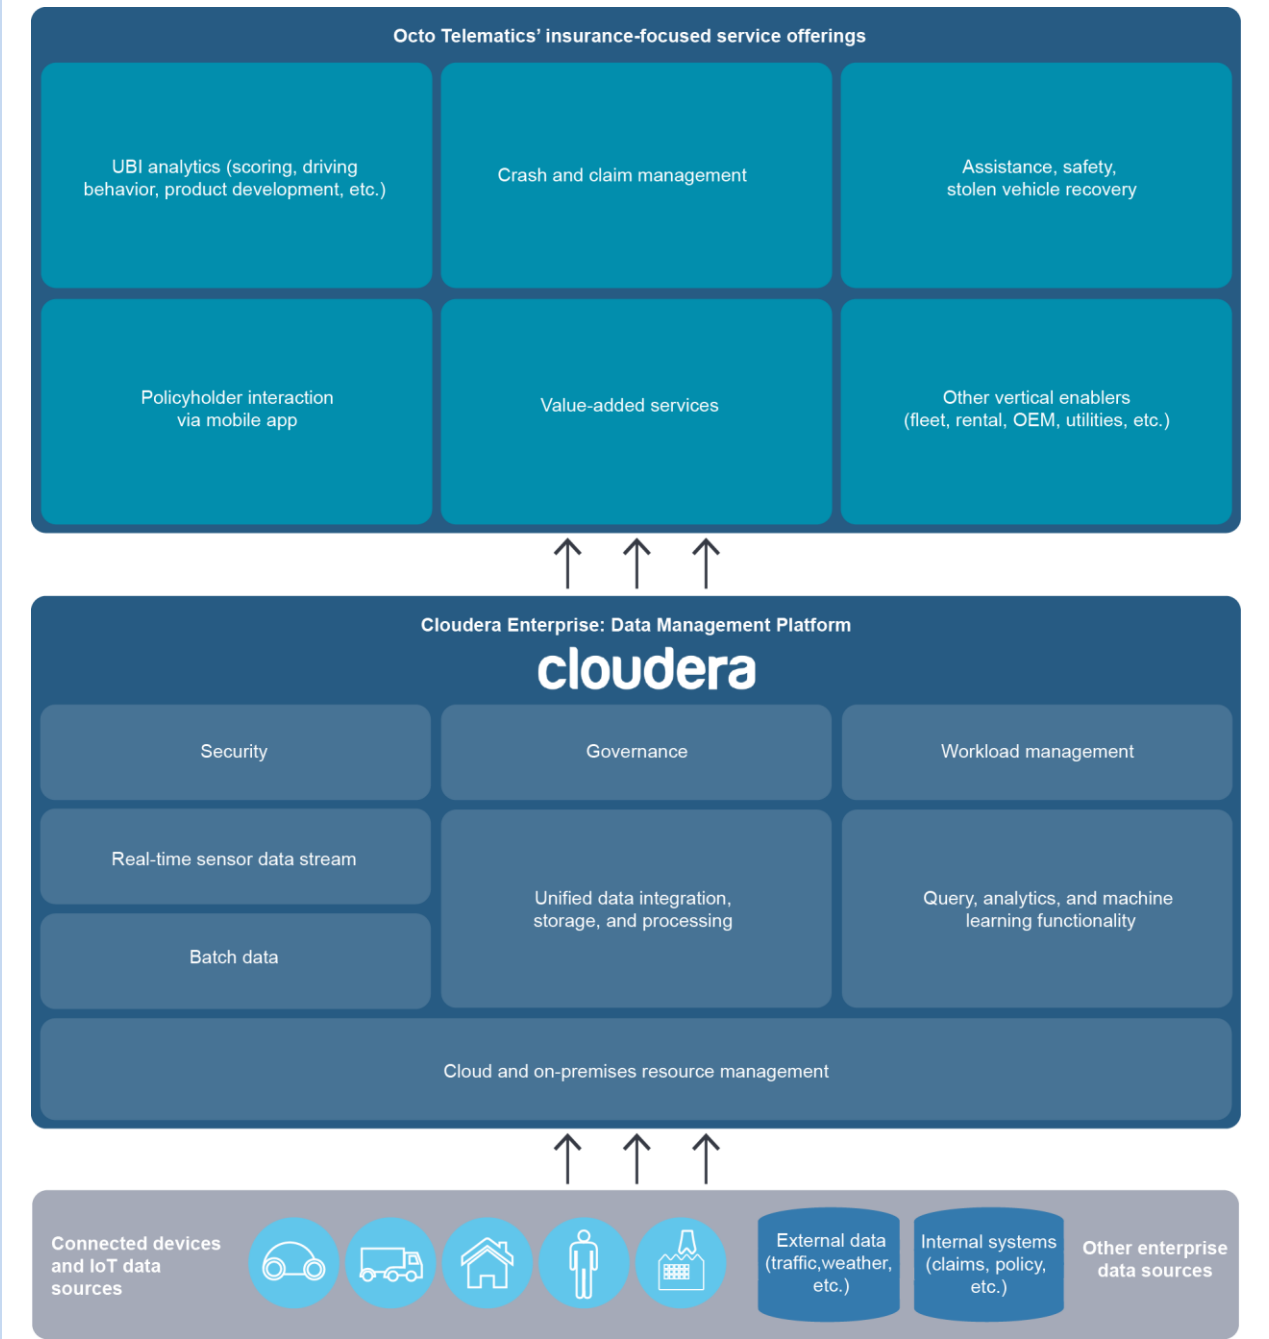 Octo Telematics’ insurance-focused service offerings
UBI analytics (scoring, driving
behavior, product development, etc.)
Crash and claim management
Assistance, safety,
stolen vehicle recovery
Policyholder interaction
via mobile app
Value-added services
Other vertical enablers
(fleet, rental, OEM, utilities, etc.)
Cloudera Enterprise: Data Management Platform
cloudera
Security
Governance
Workload management
Real-time sensor data stream
Batch data
Unified data integration,
storage, and processing
Query, analytics, and machine
learning functionality
Cloud and on-premises resource management
Connected devices
and IoT data
sources
External data
(traffic,weather,
etc.)
Internal systems
(claims, policy,
etc.)
Other enterprise
data sources